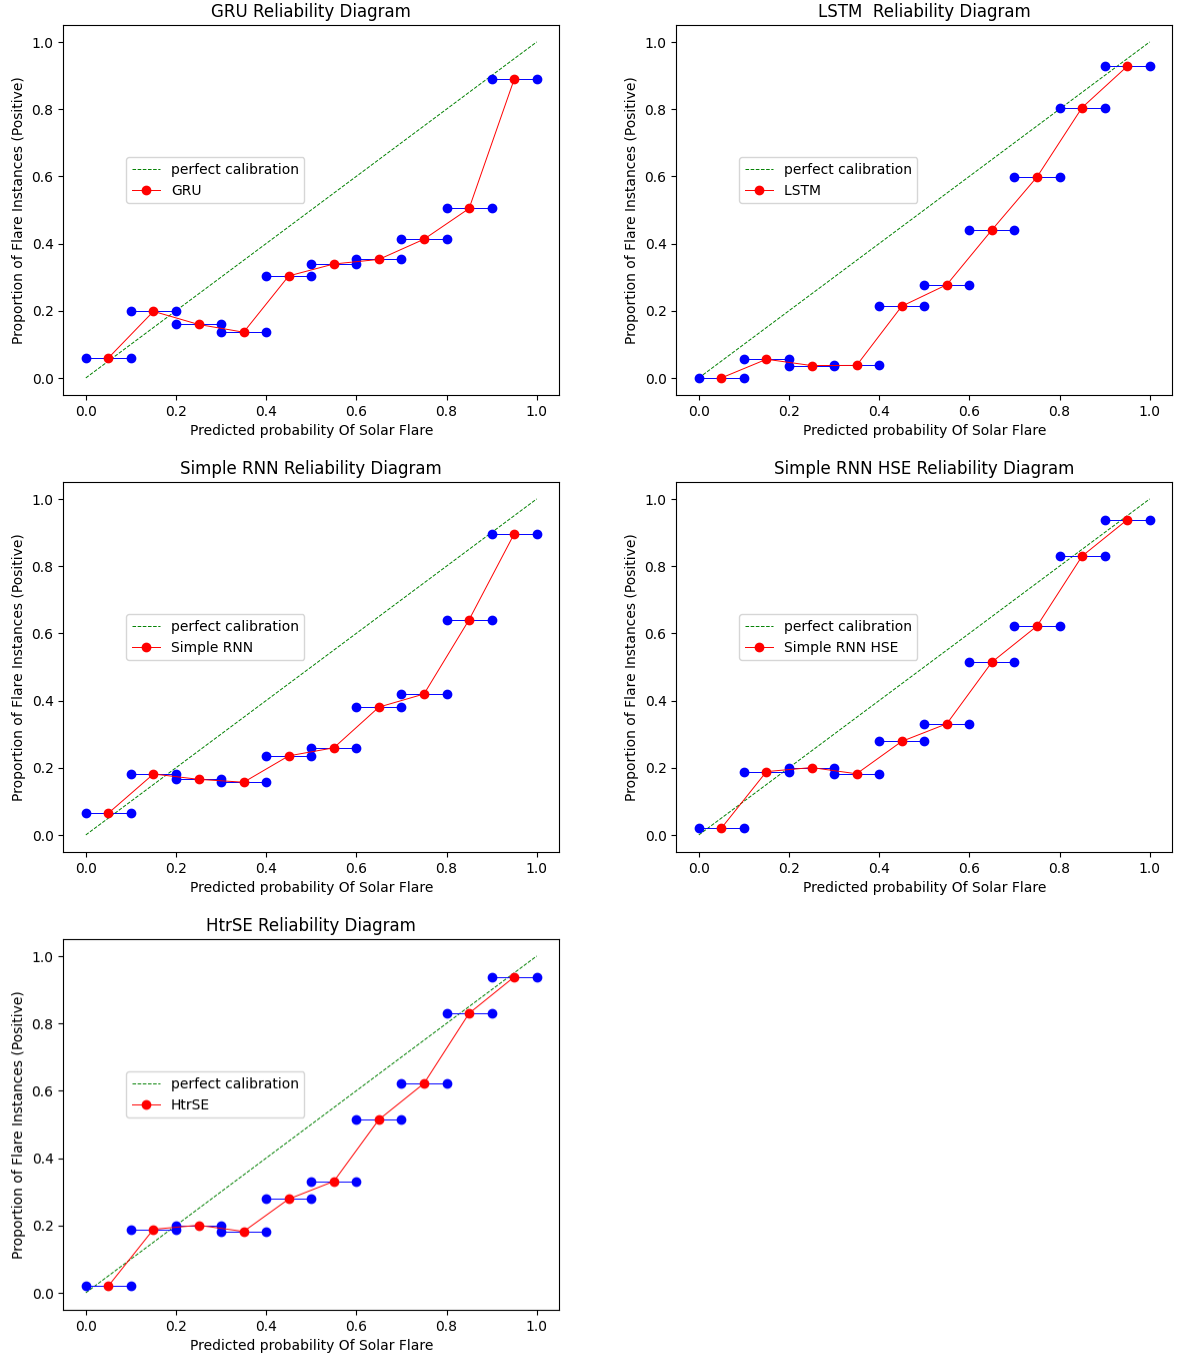 GRU Reliability Diagram
Proportion of Flare Instances (Positive)
1.0
0.8
0.6
0.4
0.2
0.0
perfect calibration
GRU
0.0 0.2 0.4 0.6 0.8 1.0
Predicted probability Of Solar Flare
LSTM  Reliability Diagram
Proportion of Flare Instances (Positive)
1.0
0.8
0.6
0.4
0.2
0.0
perfect calibration
LSTM
0.0 0.2 0.4 0.6 0.8 1.0
Predicted probability Of Solar Flare
Simple RNN Reliability Diagram
Proportion of Flare Instances (Positive)
1.0
0.8
0.6
0.4
0.2
0.0
perfect calibration
Simple RNN
0.0 0.2 0.4 0.6 0.8 1.0
Predicted probability Of Solar Flare
Simple RNN HSE Reliability Diagram
Proportion of Flare Instances (Positive)
1.0
0.8
0.6
0.4
0.2
0.0
perfect calibration
Simple RNN HSE
0.0 0.2 0.4 0.6 0.8 1.0
Predicted probability Of Solar Flare
HtrSE Reliability Diagram
Proportion of Flare Instances (Positive)
1.0
0.8
0.6
0.4
0.2
0.0
perfect calibration
HtrSE
0.0 0.2 0.4 0.6 0.8 1.0
Predicted probability Of Solar Flare